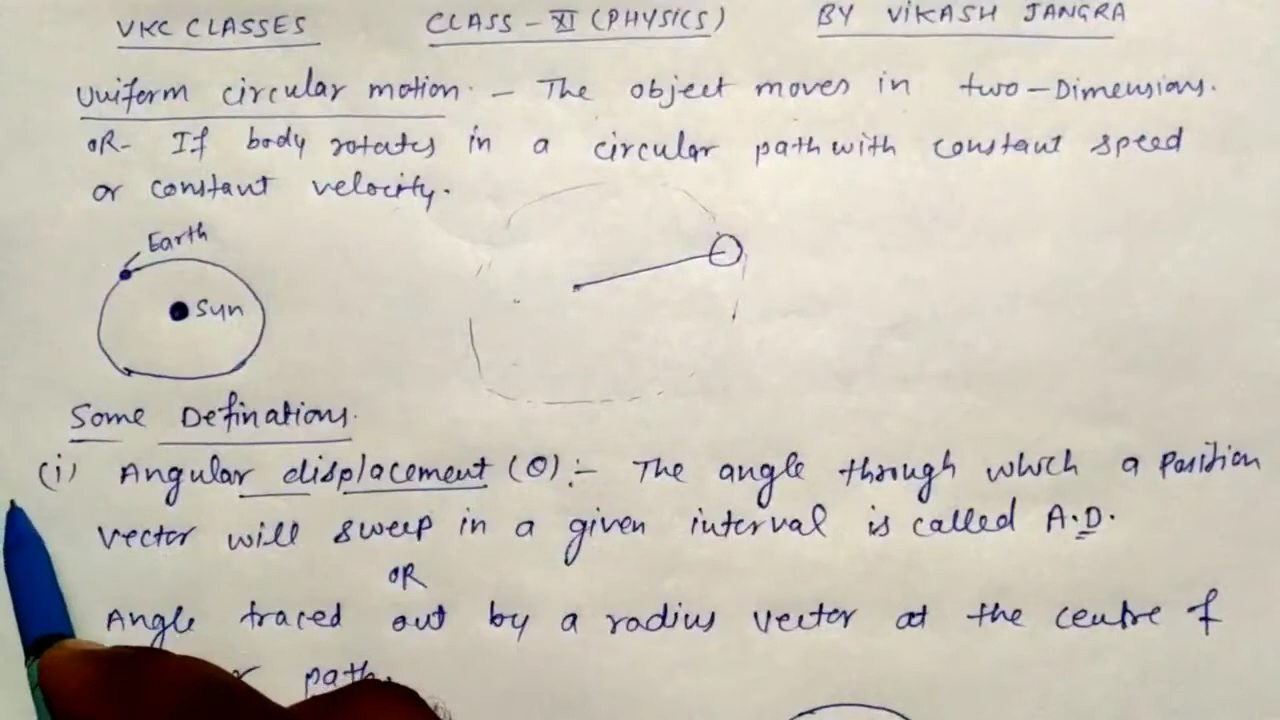 VKC CLASSES CLASS - XI (PHYSICS) BY VIKASH JANGRA
Uniform circular motion. - The object moves in two-Dimensions.
OR- If body rotates in a circular path with constant speed
or constant velocity.
Earth
Sun
Some Definations.
(i) Angular displacement (θ):- The angle through which a Position
vector will sweep in a given interval is called A.D.
OR
Angle traced out by a radius vector at the centre of
path.